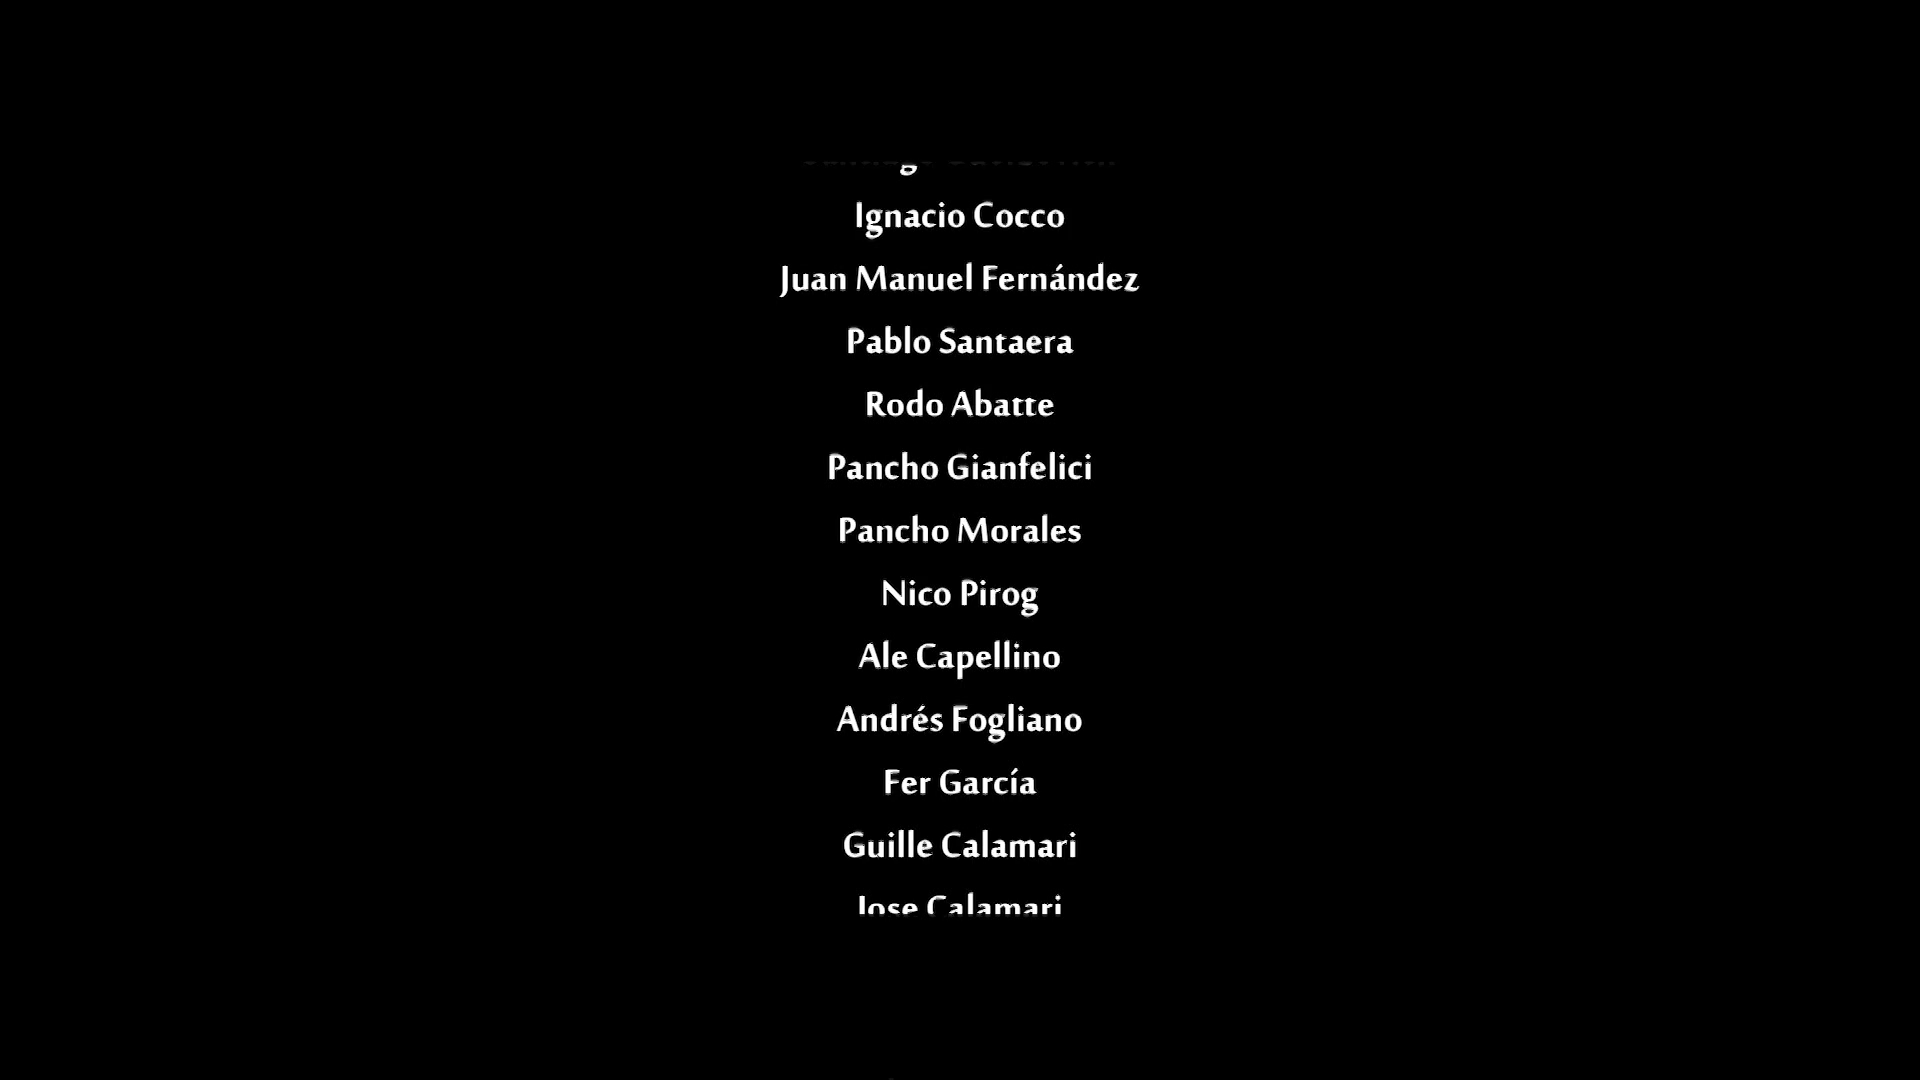 Ignacio Cocco
Juan Manuel Fernández
Pablo Santaera
Rodo Abatte
Pancho Gianfelici
Pancho Morales
Nico Pirog
Ale Capellino
Andrés Fogliano
Fer García
Guille Calamari
Jose Calamari